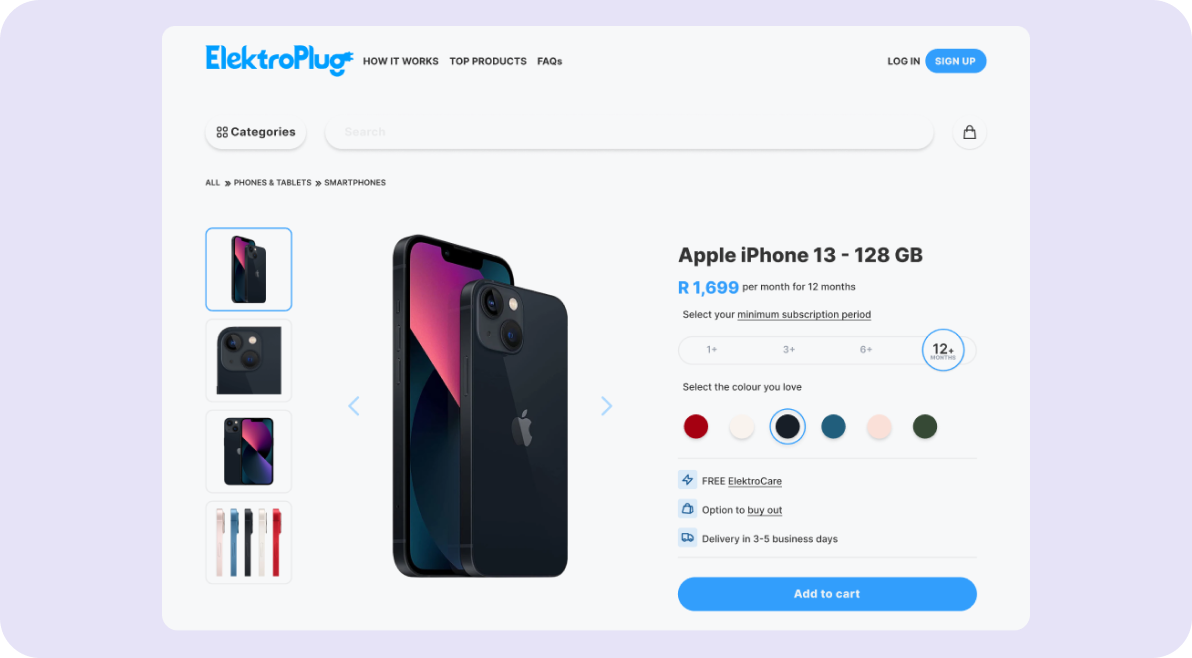 ElektroPlug HOW IT WORKS TOP PRODUCTS FAQs LOG IN SIGN UP
Categories Search
ALL » PHONES & TABLETS » SMARTPHONES
Apple iPhone 13 - 128 GB
R 1,699 per month for 12 months
Select your minimum subscription period
1+ 3+ 6+ 12+
MONTHS
Select the colour you love
FREE ElektroCare
Option to buy out
Delivery in 3-5 business days
Add to cart